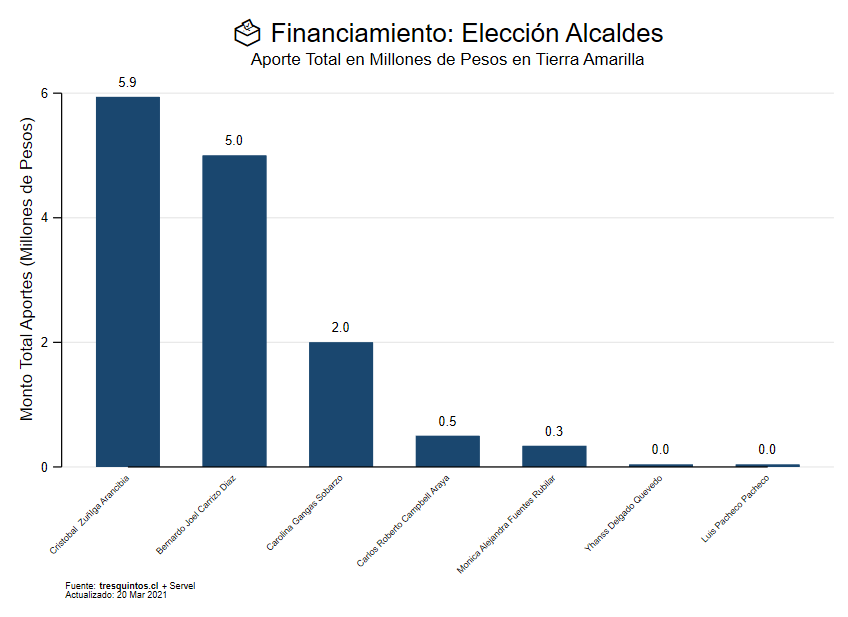 Financiamiento: Elección Alcaldes
Aporte Total en Millones de Pesos en Tierra Amarilla
Monto Total Aportes (Millones de Pesos)
6
4
2
0
5.9
5.0
2.0
0.5
0.3
0.0
0.0
Cristobal Zuñiga Arancibia
Bernardo Joel Carrizo Diaz
Carolina Gangas Sobarzo
Carlos Roberto Campbell Araya
Monica Alejandra Fuentes Rubilar
Yhanss Delgado Quevedo
Luis Pacheco Pacheco
Fuente: tresquintos.cl + Servel
Actualizado: 20 Mar 2021